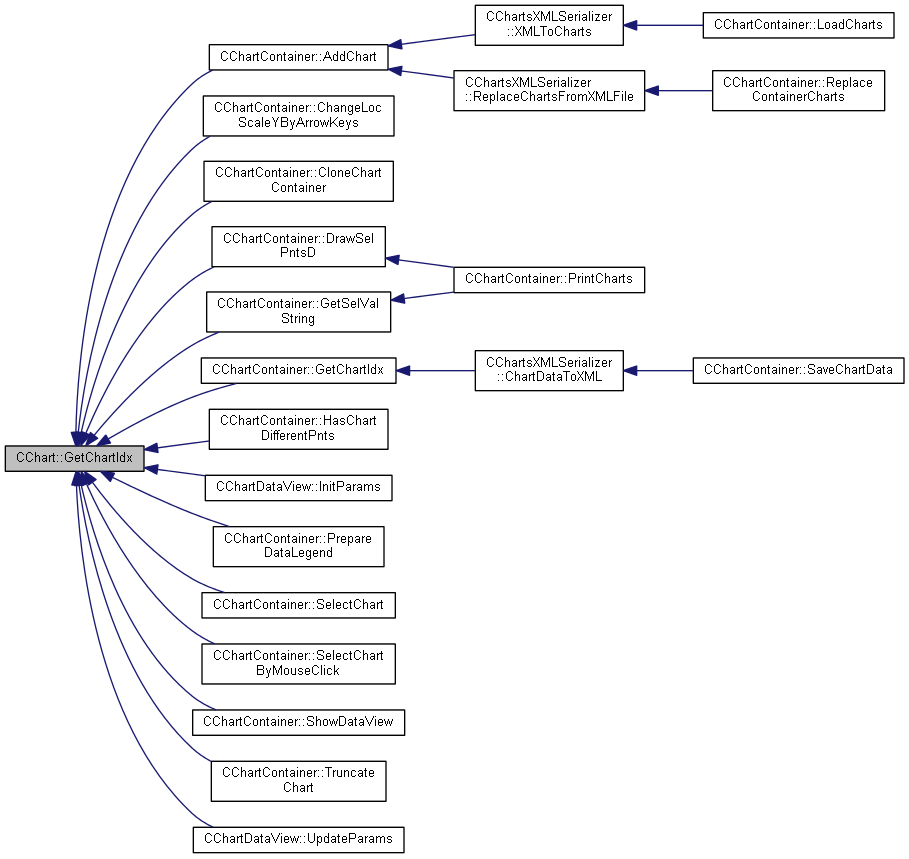 CChartsXMLSerializer
::XMLToCharts
CChartContainer::LoadCharts
CChartContainer::AddChart
CChartsXMLSerializer
::ReplaceChartsFromXMLFile
CChartContainer::Replace
ContainerCharts
CChartContainer::ChangeLoc
ScaleYByArrowKeys
CChartContainer::CloneChart
Container
CChartContainer::DrawSel
PntsD
CChartContainer::PrintCharts
CChartContainer::GetSelVal
String
CChartContainer::GetChartIdx
CChartsXMLSerializer
::ChartDataToXML
CChartContainer::SaveChartData
CChartContainer::HasChart
DifferentPnts
CChart::GetChartIdx
CChartDataView::InitParams
CChartContainer::Prepare
DataLegend
CChartContainer::SelectChart
CChartContainer::SelectChart
ByMouseClick
CChartContainer::ShowDataView
CChartContainer::Truncate
Chart
CChartDataView::UpdateParams